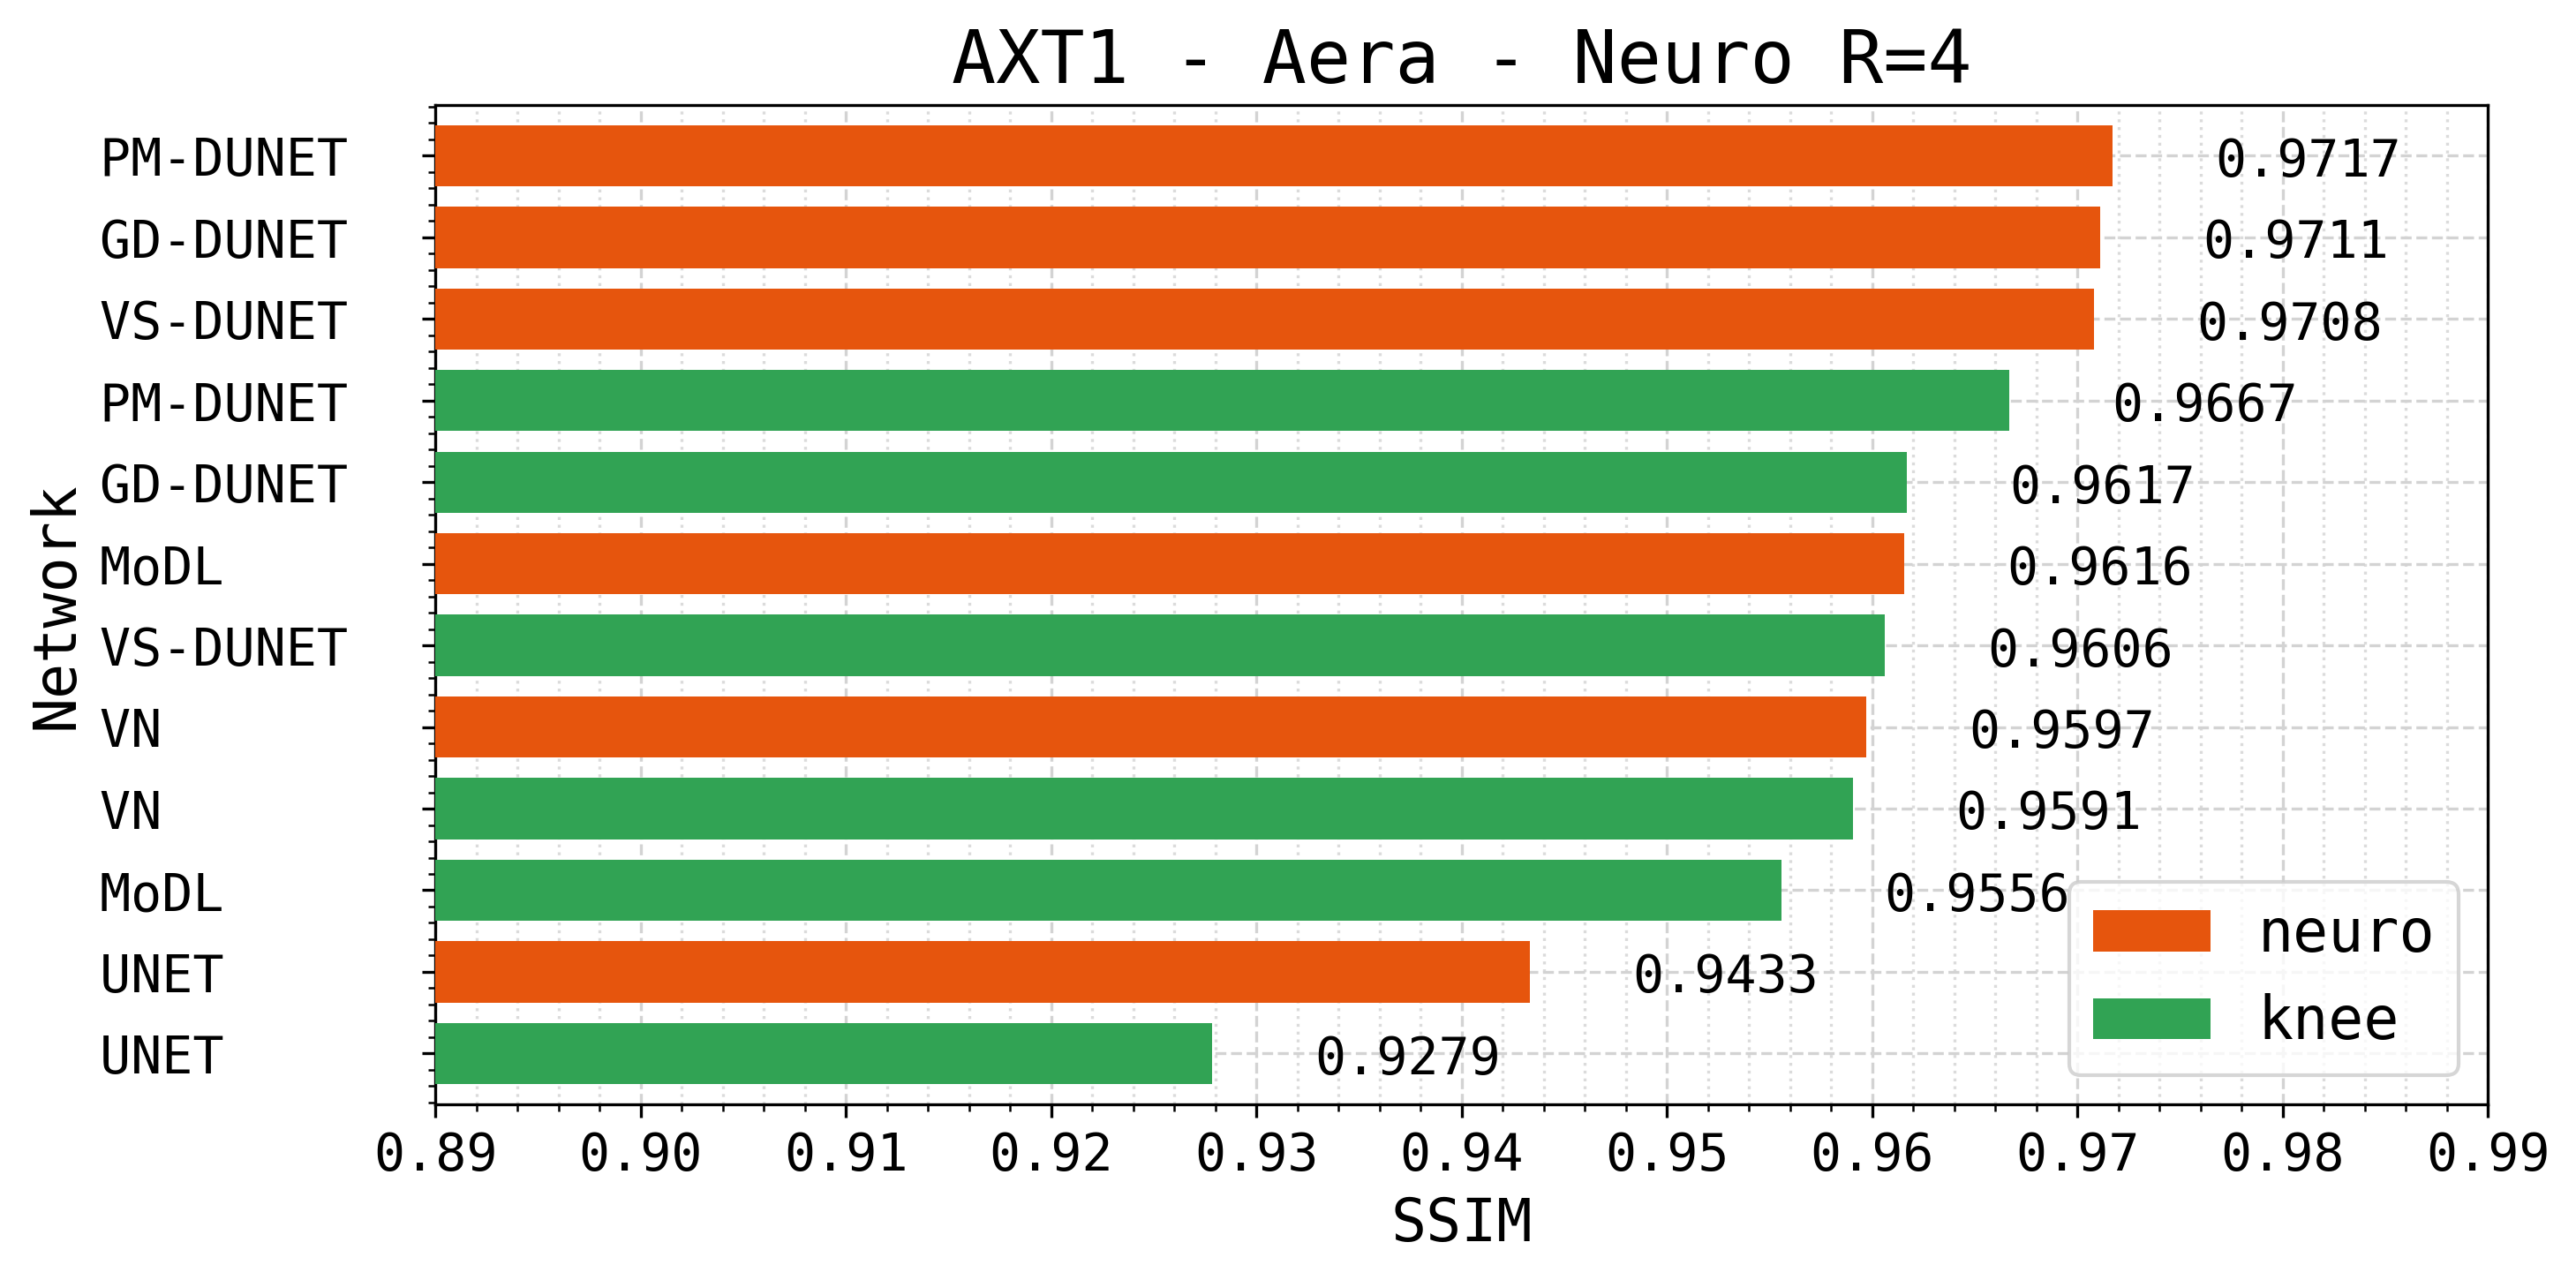 AXT1 - Aera - Neuro R=4
Network
PM-DUNET 0.9717
GD-DUNET 0.9711
VS-DUNET 0.9708
PM-DUNET 0.9667
GD-DUNET 0.9617
MoDL 0.9616
VS-DUNET 0.9606
VN 0.9597
VN 0.9591
MoDL 0.9556
UNET 0.9433
UNET 0.9279
neuro
knee
0.89 0.90 0.91 0.92 0.93 0.94 0.95 0.96 0.97 0.98 0.99
SSIM